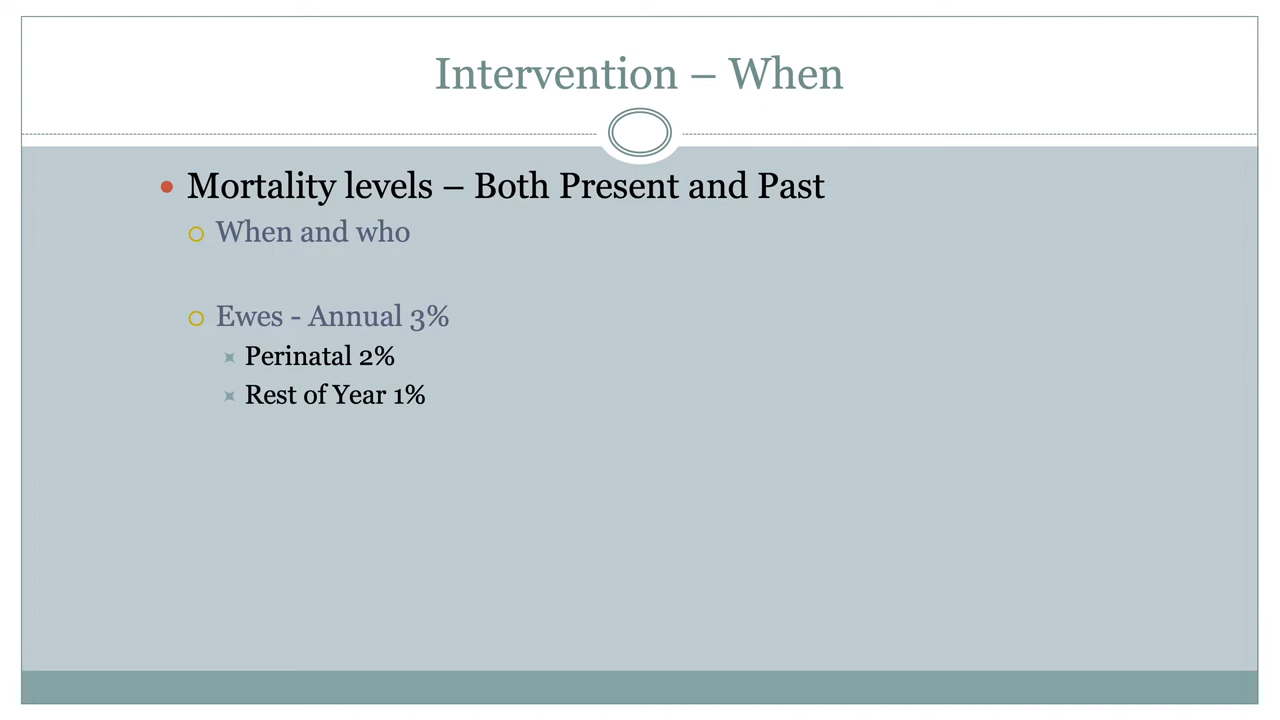 Intervention – When
Mortality levels – Both Present and Past
When and who
Ewes - Annual 3%
Perinatal 2%
Rest of Year 1%